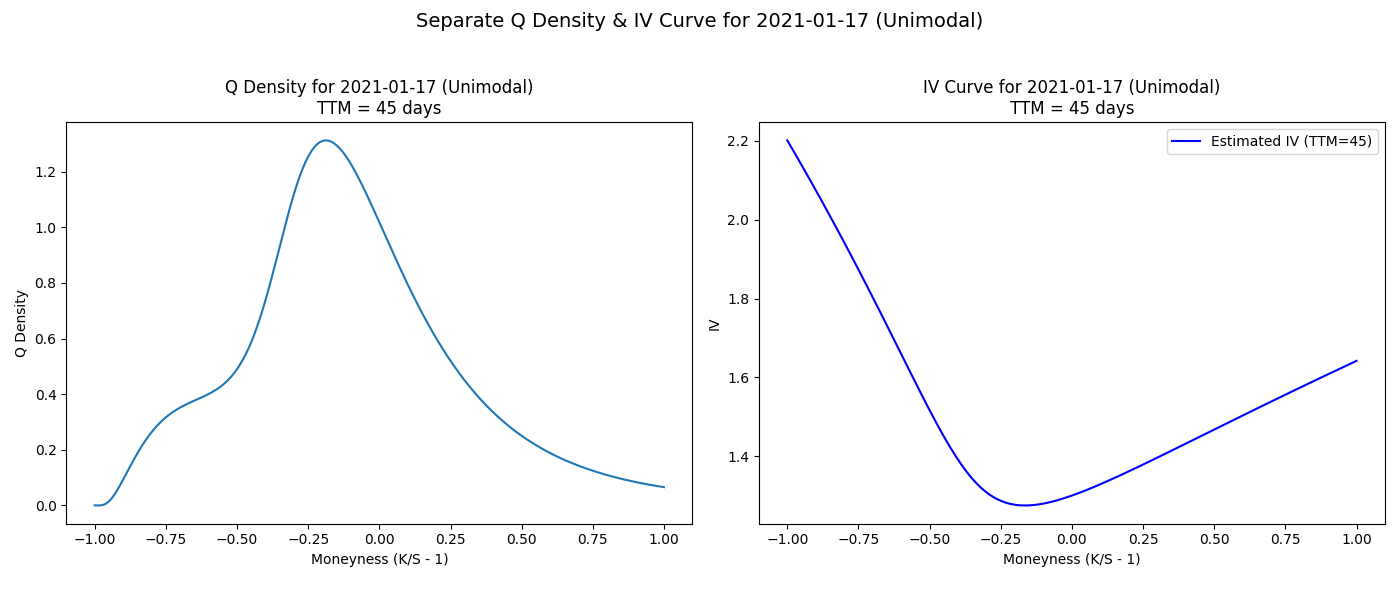 Separate Q Density & IV Curve for 2021-01-17 (Unimodal)
Q Density for 2021-01-17 (Unimodal)
TTM = 45 days
Q Density
1.2
1.0
0.8
0.6
0.4
0.2
0.0
−1.00 −0.75 −0.50 −0.25 0.00 0.25 0.50 0.75 1.00
Moneyness (K/S - 1)
IV Curve for 2021-01-17 (Unimodal)
TTM = 45 days
Estimated IV (TTM=45)
IV
2.2
2.0
1.8
1.6
1.4
−1.00 −0.75 −0.50 −0.25 0.00 0.25 0.50 0.75 1.00
Moneyness (K/S - 1)